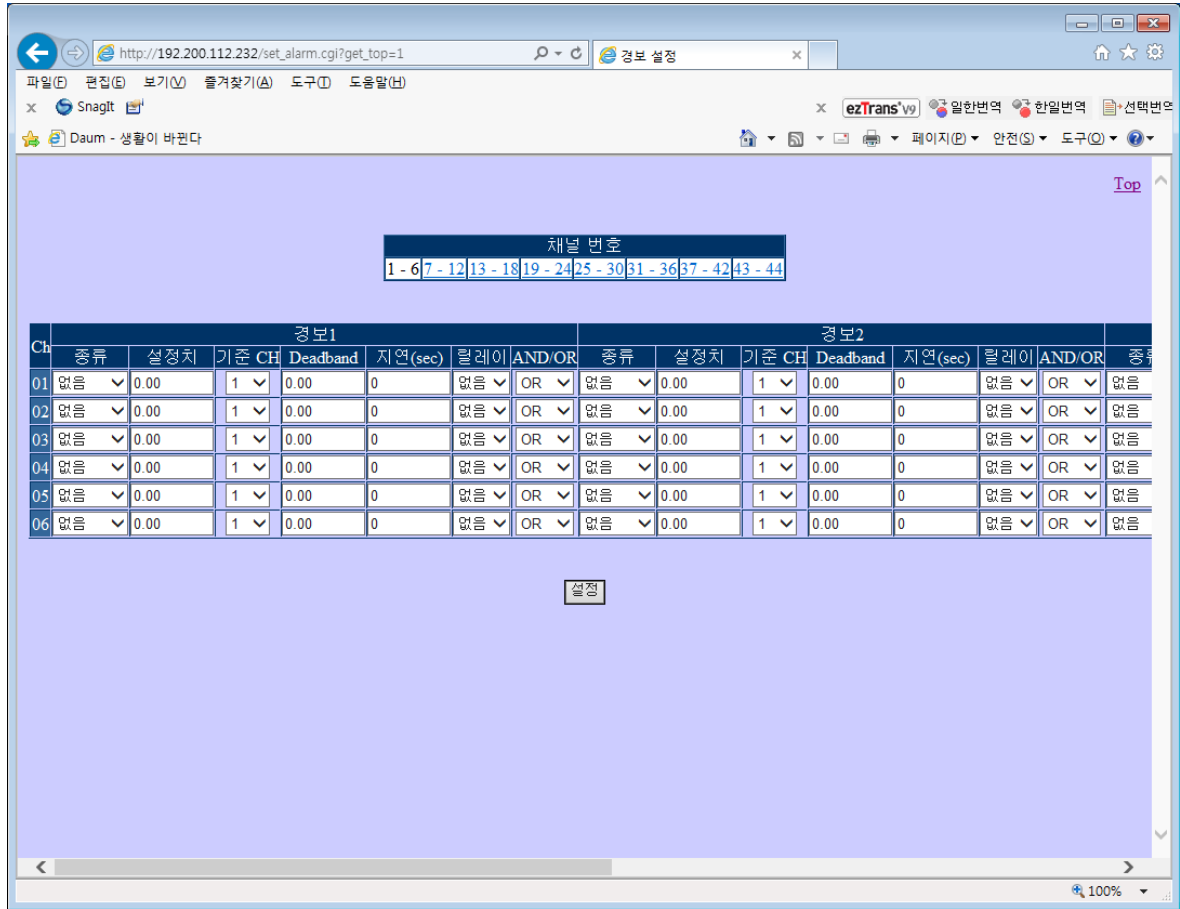 http://192.200.112.232/set_alarm.cgi?get_top=1 경보 설정
파일(F) 편집(E) 보기(V) 즐겨찾기(A) 도구(T) 도움말(H)
x SnagIt x ezTrans' v9 일한번역 한일번역 선택번역
Daum - 생활이 바뀐다 페이지(P) 안전(S) 도구(O)
Top
채널 번호
1 - 6 7 - 12 13 - 18 19 - 24 25 - 30 31 - 36 37 - 42 43 - 44
Ch 경보1 경보2
종류 설정치 기준 CH Deadband 지연(sec) 릴레이 AND/OR 종류 설정치 기준 CH Deadband 지연(sec) 릴레이 AND/OR 종류
01 없음 0.00 1 0.00 0 없음 OR 없음 0.00 1 0.00 0 없음 OR 없음
02 없음 0.00 1 0.00 0 없음 OR 없음 0.00 1 0.00 0 없음 OR 없음
03 없음 0.00 1 0.00 0 없음 OR 없음 0.00 1 0.00 0 없음 OR 없음
04 없음 0.00 1 0.00 0 없음 OR 없음 0.00 1 0.00 0 없음 OR 없음
05 없음 0.00 1 0.00 0 없음 OR 없음 0.00 1 0.00 0 없음 OR 없음
06 없음 0.00 1 0.00 0 없음 OR 없음 0.00 1 0.00 0 없음 OR 없음
설정
100%